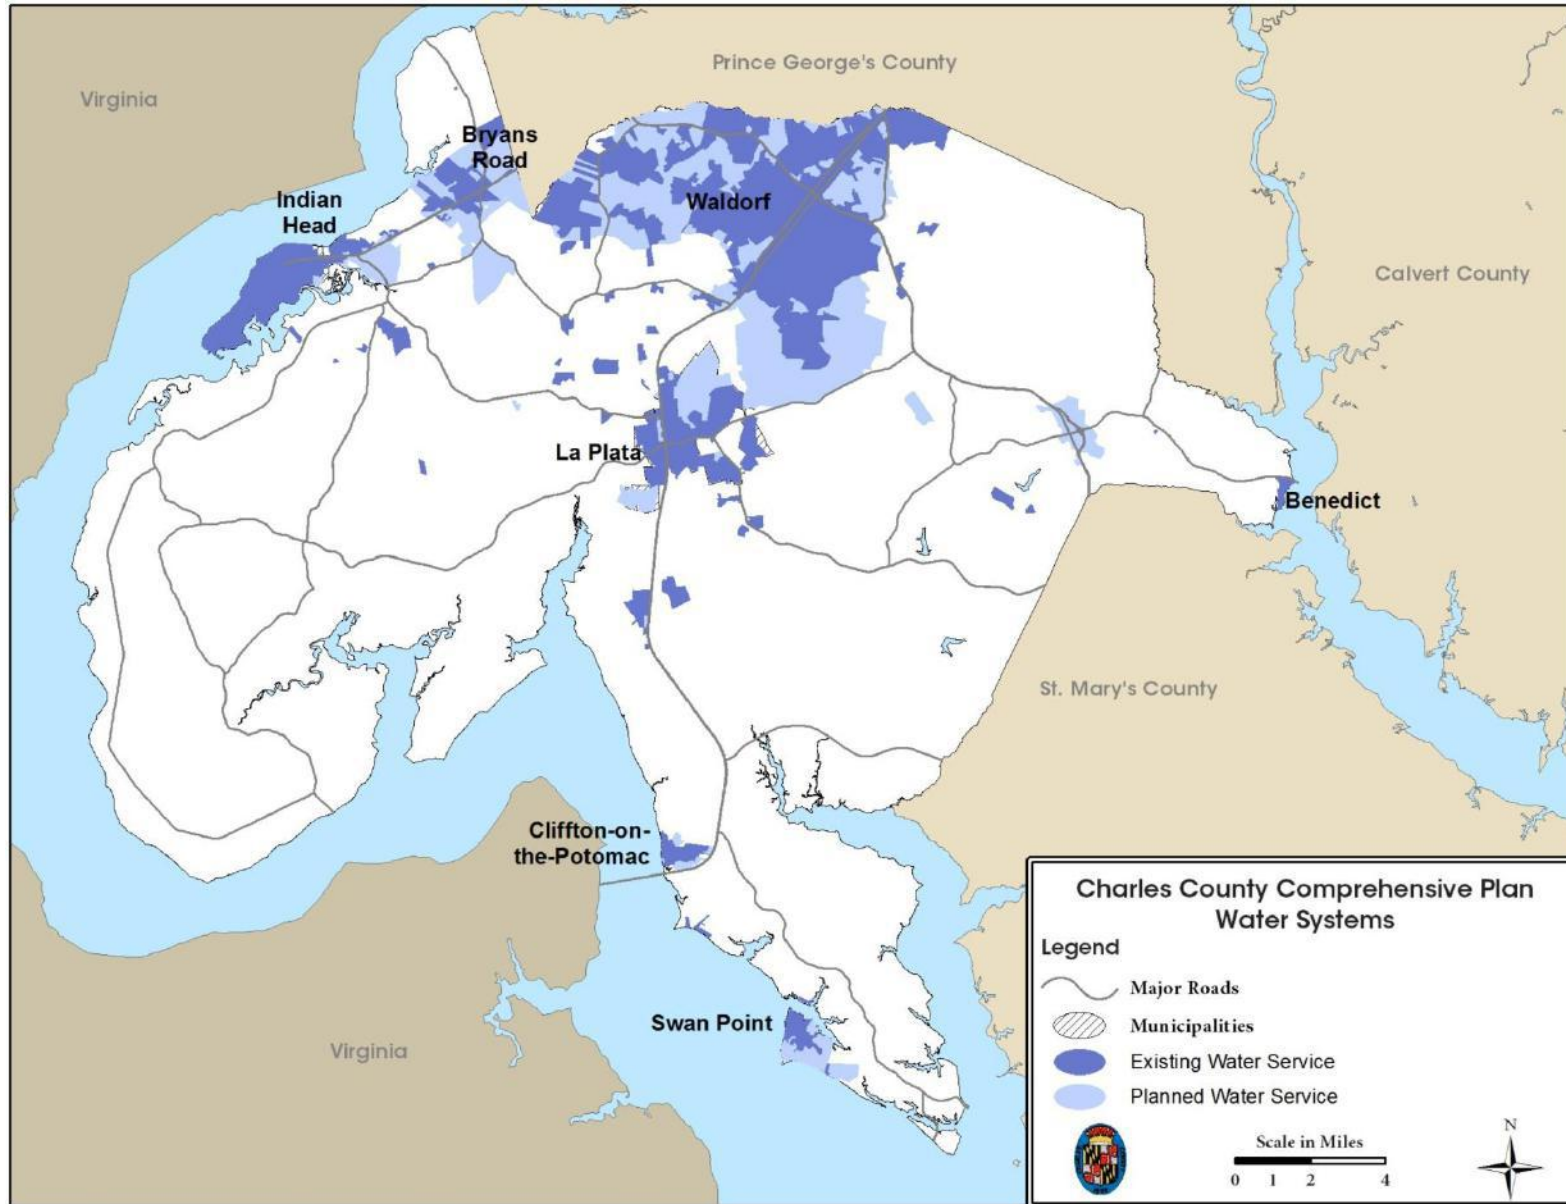 Prince George's County
Virginia
Bryans
Road
Indian
Head
Waldorf
Calvert County
La Plata
Benedict
St. Mary's County
Cliffton-on-
the-Potomac
Swan Point
Virginia
Charles County Comprehensive Plan
Water Systems
Legend
Major Roads
Municipalities
Existing Water Service
Planned Water Service
Scale in Miles
0 1 2 4
N